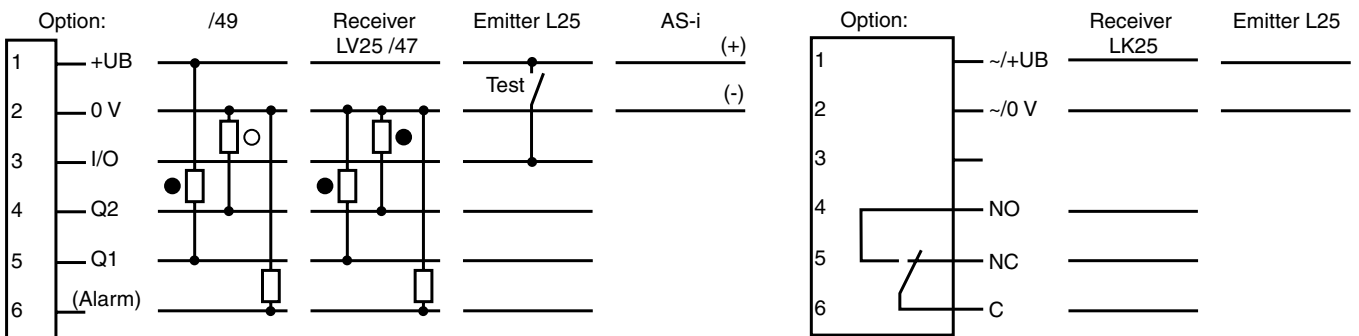 Option:
/49
Receiver
LV25 /47
Emitter L25
AS-i
1
+UB
(+)
Test
2
0 V
(-)
3
I/O
4
Q2
5
Q1
6
(Alarm)
Option:
Receiver
LK25
Emitter L25
1
~/+UB
2
~/0 V
3
4
NO
5
NC
6
C